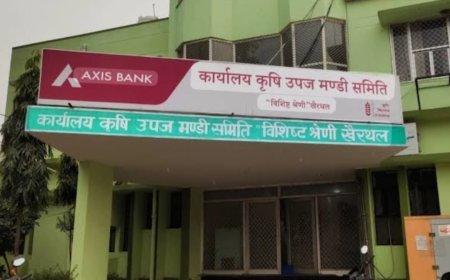 AXIS BANK
कार्यालय कृषि उपज मण्डी समिति
"विशिष्ट श्रेणी" खैरथल
कार्यालय कृषि उपज मण्डी समिति "विशिष्ट श्रेणी खैरथल